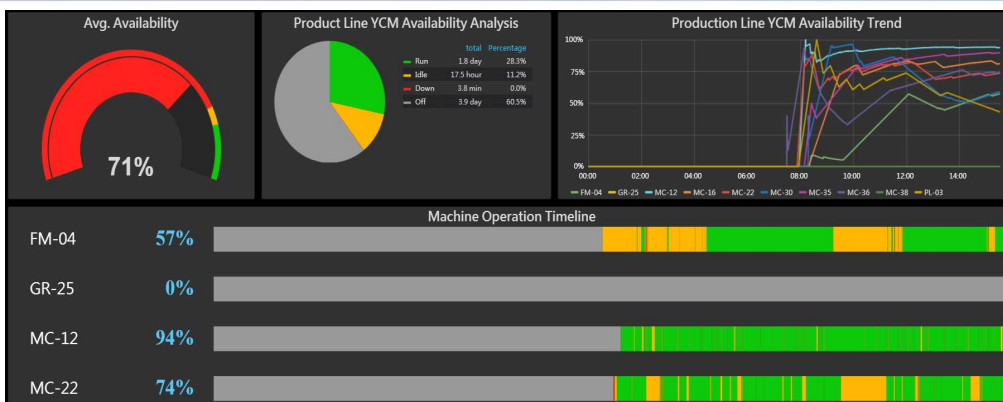 Avg. Availability
71%
Product Line YCM Availability Analysis
total Percentage
Run 1.8 day 28.3%
Idle 17.5 hour 11.2%
Down 3.8 min 0.0%
Off 3.9 day 60.5%
Production Line YCM Availability Trend
100%
75%
50%
25%
0%
00:00 02:00 04:00 06:00 08:00 10:00 12:00 14:00
FM-04 GR-25 MC-12 MC-16 MC-22 MC-30 MC-35 MC-36 MC-38 PL-03
Machine Operation Timeline
FM-04 57%
GR-25 0%
MC-12 94%
MC-22 74%